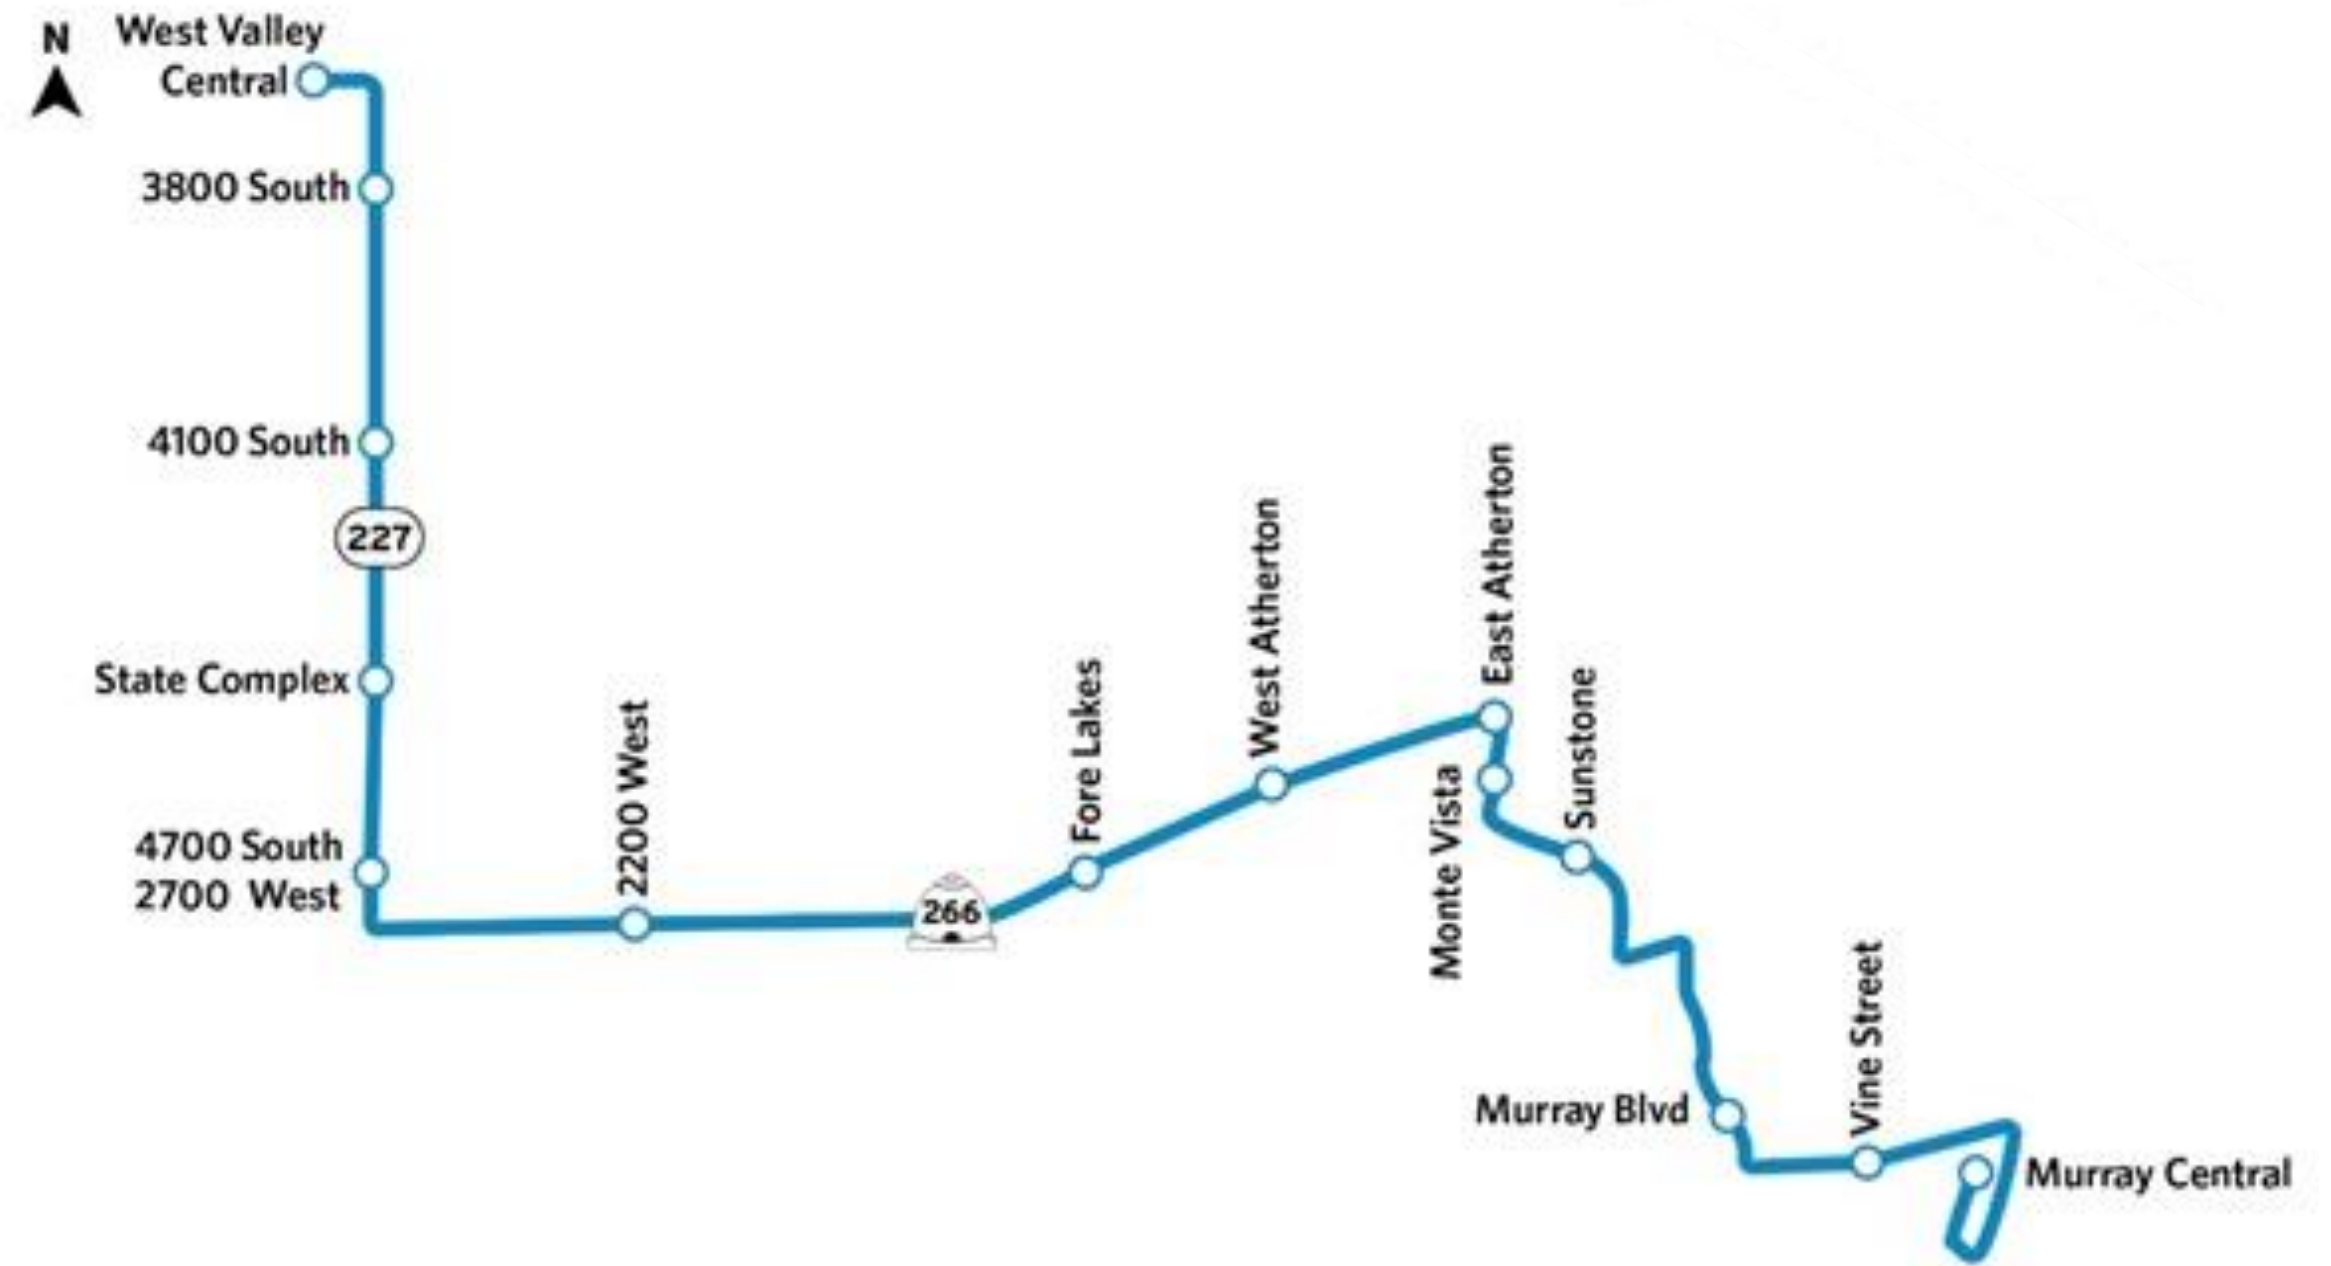 N
West Valley
Central
3800 South
4100 South
227
State Complex
4700 South
2700 West
2200 West
266
Fore Lakes
West Atherton
East Atherton
Monte Vista
Sunstone
Murray Blvd
Vine Street
Murray Central